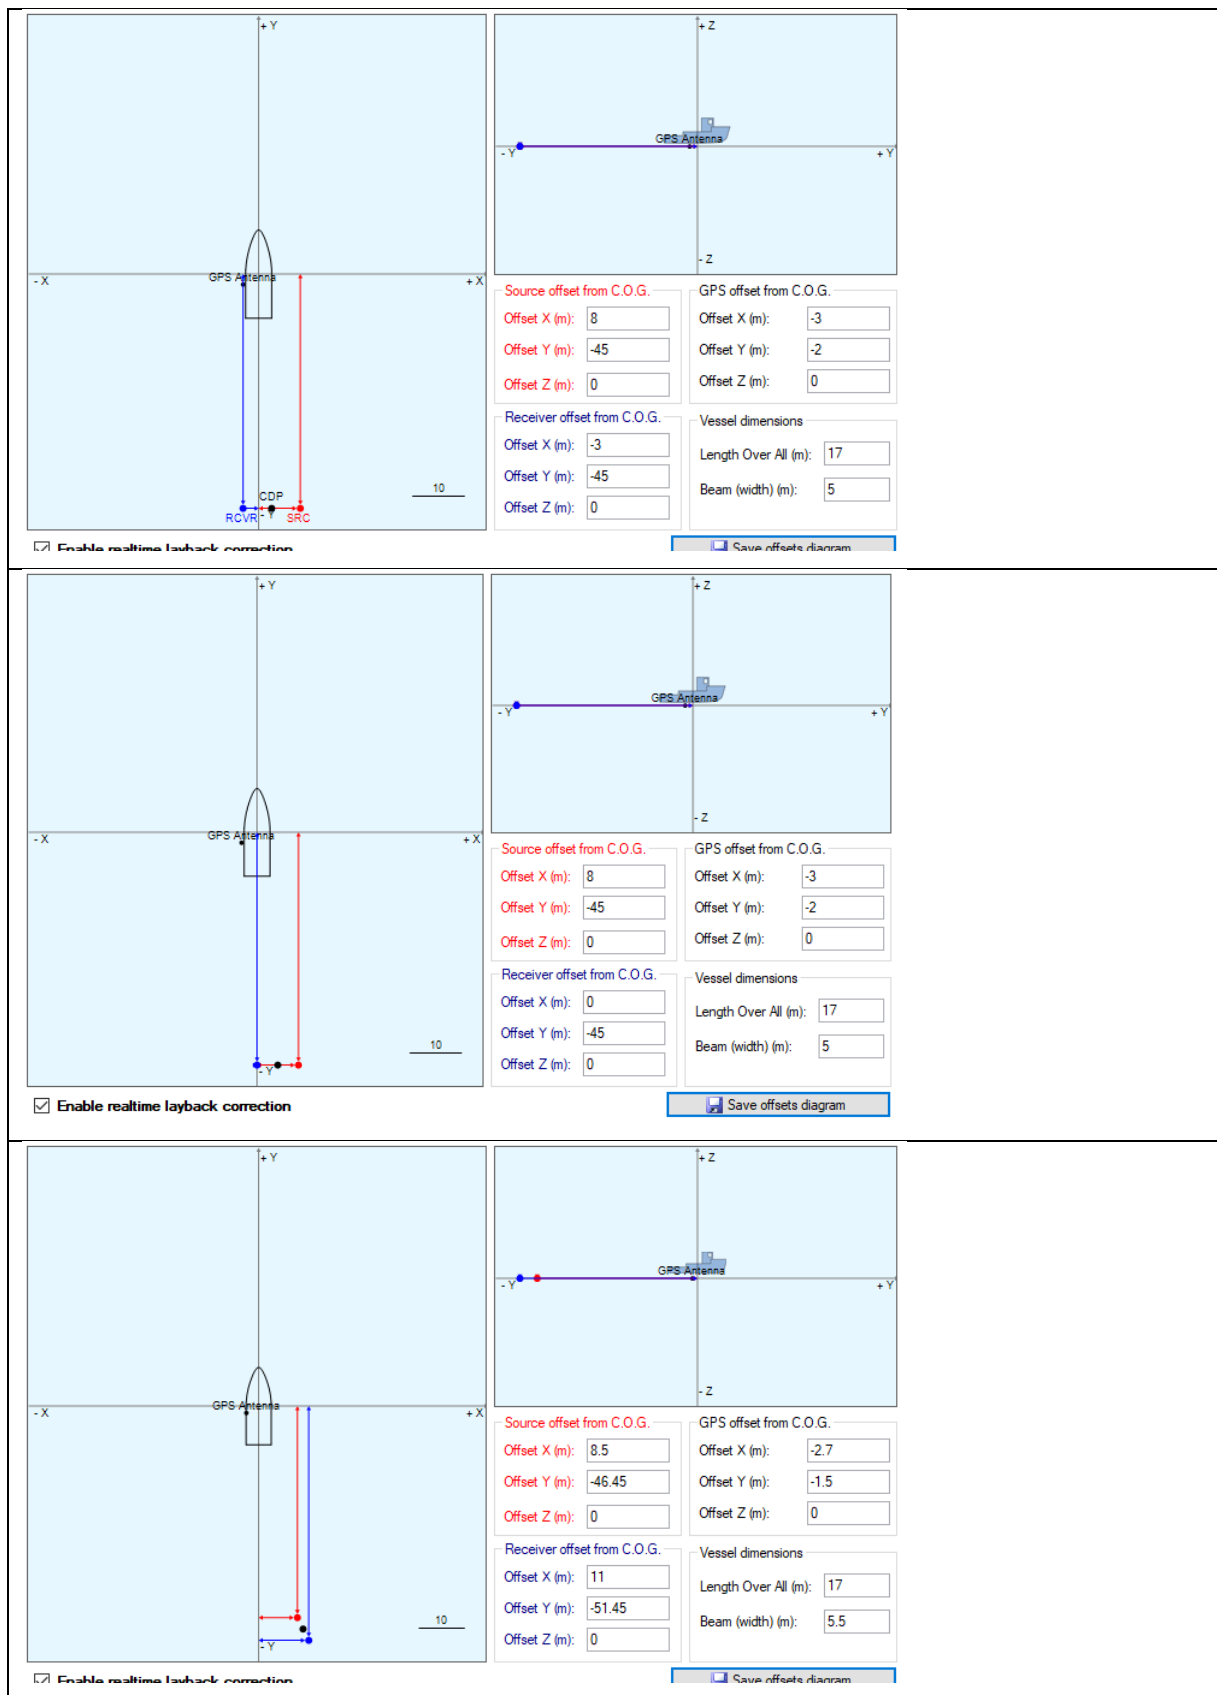 + Y
GPS Antenna
- X
+ X
10
CDP
RCVR
- Y
SRC
+ Z
GPS Antenna
- Y
+ Y
- Z
Source offset from C.O.G.
Offset X (m): 8
Offset Y (m): -45
Offset Z (m): 0
GPS offset from C.O.G.
Offset X (m): -3
Offset Y (m): -2
Offset Z (m): 0
Receiver offset from C.O.G.
Offset X (m): -3
Offset Y (m): -45
Offset Z (m): 0
Vessel dimensions
Length Over All (m): 17
Beam (width) (m): 5
Enable realtime layback correction
Save offsets diagram
+ Y
GPS Antenna
- X
+ X
10
- Y
+ Z
GPS Antenna
- Y
+ Y
- Z
Source offset from C.O.G.
Offset X (m): 8
Offset Y (m): -45
Offset Z (m): 0
GPS offset from C.O.G.
Offset X (m): -3
Offset Y (m): -2
Offset Z (m): 0
Receiver offset from C.O.G.
Offset X (m): 0
Offset Y (m): -45
Offset Z (m): 0
Vessel dimensions
Length Over All (m): 17
Beam (width) (m): 5
Enable realtime layback correction
Save offsets diagram
+ Y
GPS Antenna
- X
+ X
10
- Y
+ Z
GPS Antenna
- Y
+ Y
- Z
Source offset from C.O.G.
Offset X (m): 8.5
Offset Y (m): -46.45
Offset Z (m): 0
GPS offset from C.O.G.
Offset X (m): -2.7
Offset Y (m): -1.5
Offset Z (m): 0
Receiver offset from C.O.G.
Offset X (m): 11
Offset Y (m): -51.45
Offset Z (m): 0
Vessel dimensions
Length Over All (m): 17
Beam (width) (m): 5.5
Enable realtime layback correction
Save offsets diagram